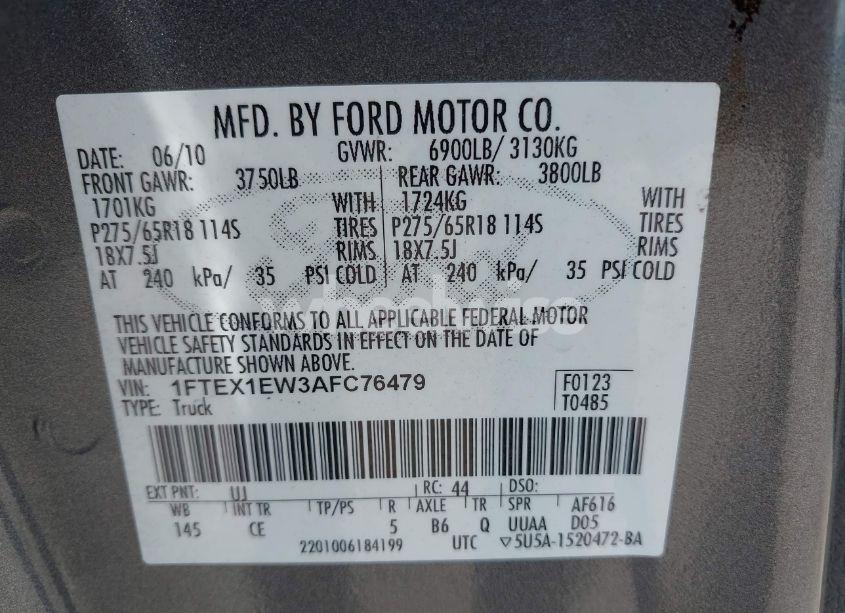 MFD. BY FORD MOTOR CO.
DATE: 06/10 GVWR: 6900LB/ 3130KG
FRONT GAWR: 3750LB REAR GAWR: 3800LB
1701KG WITH 1724KG WITH
P275/65R18 114S TIRES P275/65R18 114S TIRES
18X7.5J RIMS 18X7.5J RIMS
AT 240 kPa/ 35 PSI COLD AT 240 kPa/ 35 PSI COLD
THIS VEHICLE CONFORMS TO ALL APPLICABLE FEDERAL MOTOR
VEHICLE SAFETY STANDARDS IN EFFECT ON THE DATE OF
MANUFACTURE SHOWN ABOVE.
VIN: 1FTEX1EW3AFC76479 F0123
TYPE: Truck T0485
EXT PNT: UJ RC: 44 DSO:
WB INT TR TP/PS R AXLE TR SPR AF616
145 CE 5 B6 Q UUAA D05
2201006184199 UTC ▽5U5A-1520472-BA